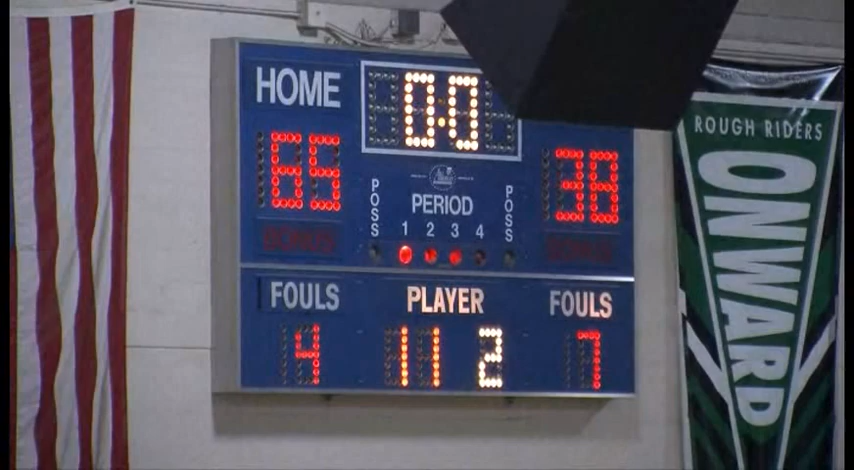 HOME
0:0
65
38
POSS
PERIOD
POSS
1 2 3 4
BONUS
BONUS
FOULS
PLAYER
FOULS
4
11 2
7
ROUGH RIDERS
ONWARD